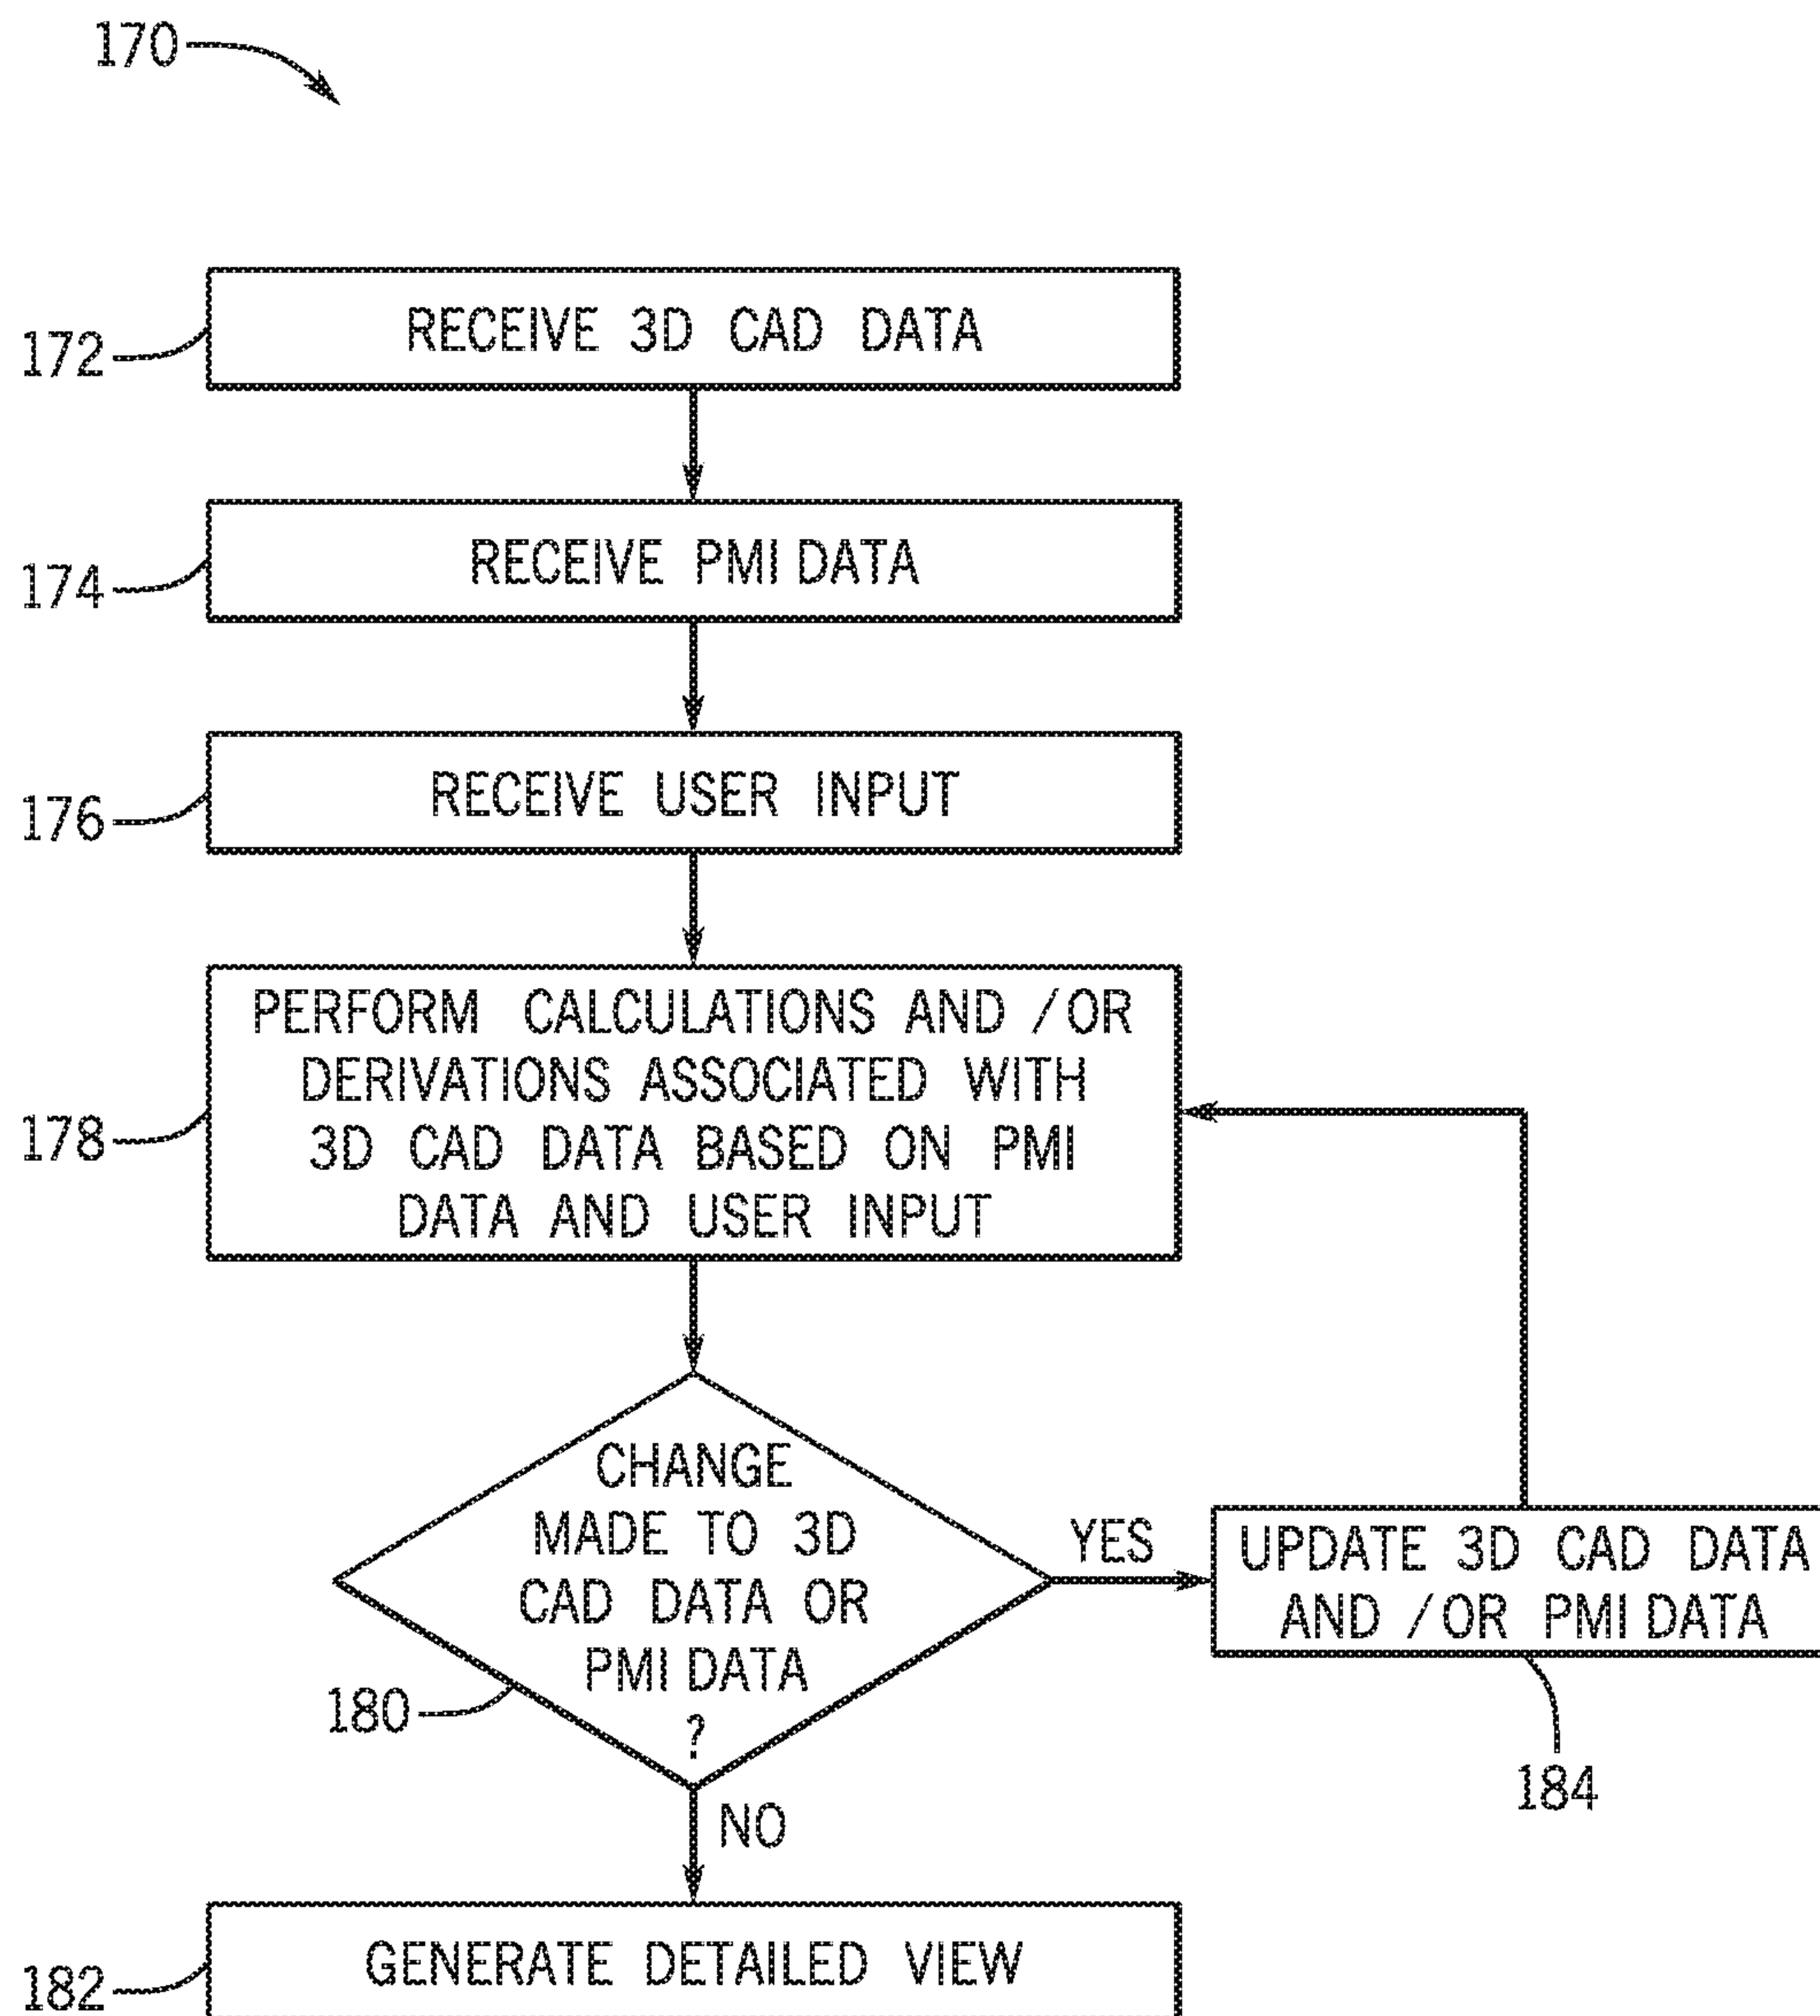 170
172
RECEIVE 3D CAD DATA
174
RECEIVE PMI DATA
176
RECEIVE USER INPUT
178
PERFORM CALCULATIONS AND /OR
DERIVATIONS ASSOCIATED WITH
3D CAD DATA BASED ON PMI
DATA AND USER INPUT
CHANGE
MADE TO 3D
CAD DATA OR
PMI DATA
?
180
YES
UPDATE 3D CAD DATA
AND /OR PMI DATA
184
NO
182
GENERATE DETAILED VIEW